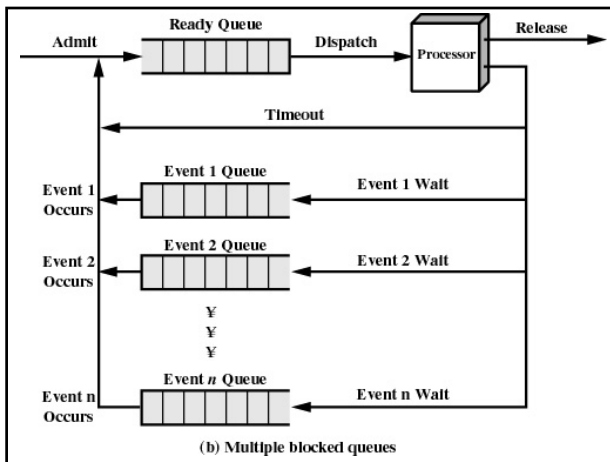 Ready Queue
Release
Admit
Dispatch
Processor
Timeout
Event 1 Queue
Event 1
Occurs
Event 1 Wait
Event 2 Queue
Event 2
Occurs
Event 2 Wait
¥
¥
¥
Event n Queue
Event n
Occurs
Event n Wait
(b) Multiple blocked queues